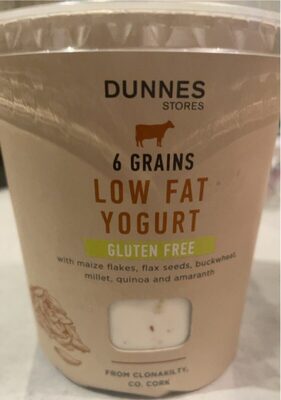 DUNNES
STORES
6 GRAINS
LOW FAT
YOGURT
GLUTEN FREE
with maize flakes, flax seeds, buckwheat,
millet, quinoa and amaranth
FROM CLONAKILTY,
CO. CORK